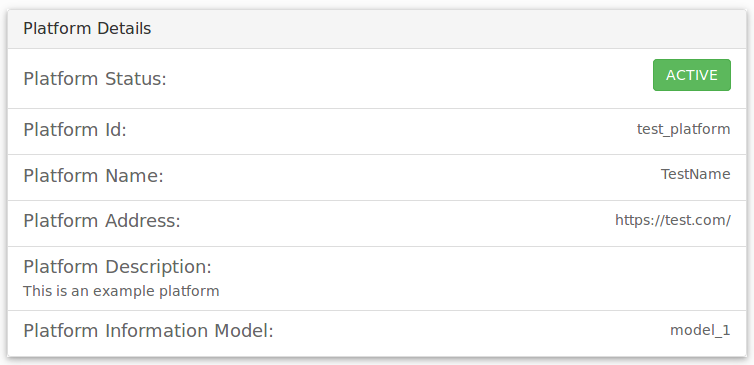 Platform Details
Platform Status: ACTIVE
Platform Id: test_platform
Platform Name: TestName
Platform Address: https://test.com/
Platform Description:
This is an example platform
Platform Information Model: model_1